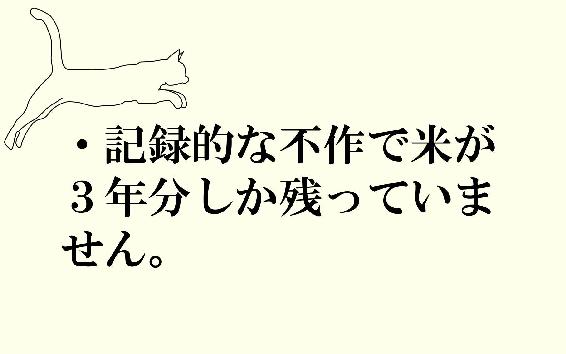 ・記録的な不作で米が
３年分しか残っていま
せん。